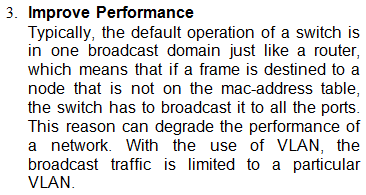 3. Improve Performance
Typically, the default operation of a switch is
in one broadcast domain just like a router,
which means that if a frame is destined to a
node that is not on the mac-address table,
the switch has to broadcast it to all the ports.
This reason can degrade the performance of
a network. With the use of VLAN, the
broadcast traffic is limited to a particular
VLAN.